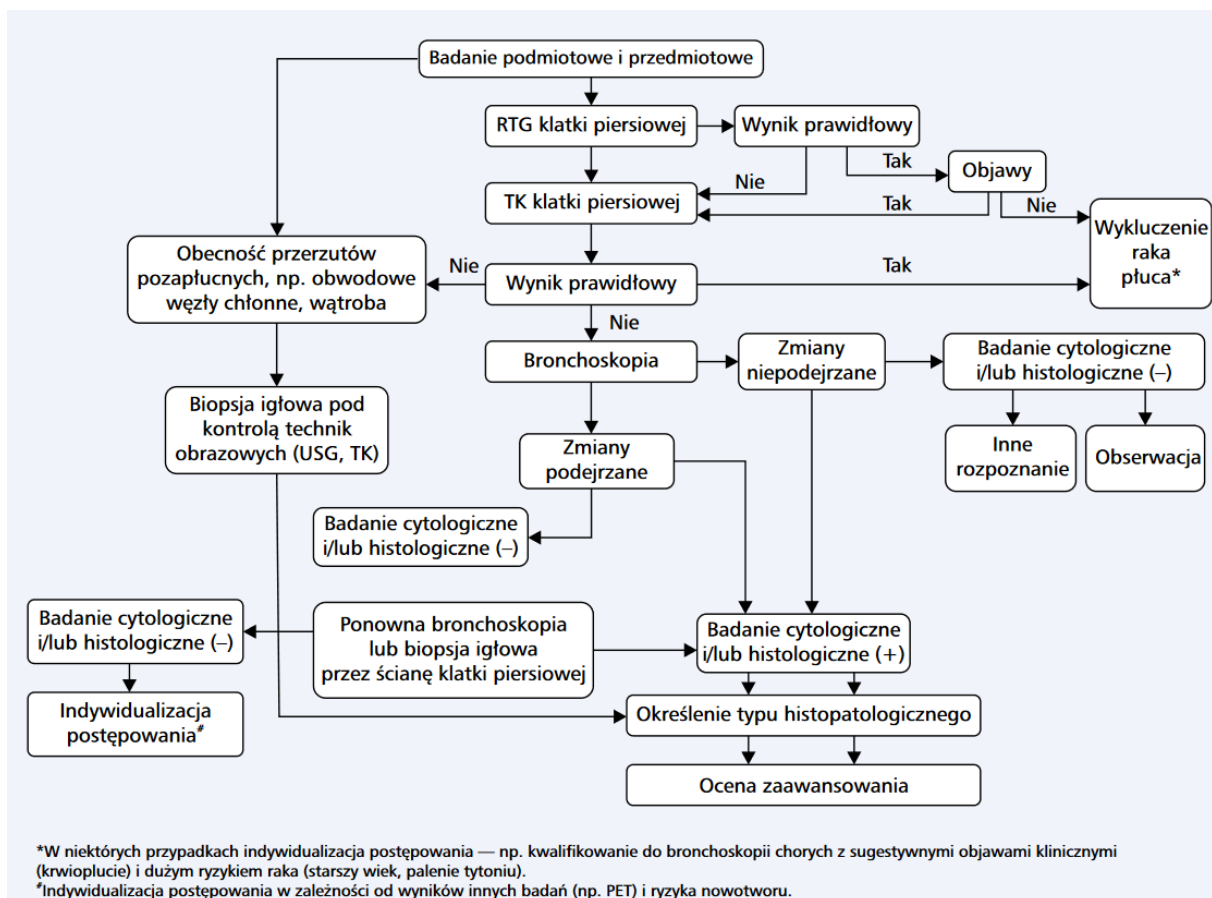 Badanie podmiotowe i przedmiotowe
RTG klatki piersiowej
Wynik prawidłowy
Tak
Objawy
Nie
TK klatki piersiowej
Tak
Nie
Wykluczenie
raka
płuca*
Obecność przerzutów
pozapłucnych, np. obwodowe
węzły chłonne, wątroba
Nie
Wynik prawidłowy
Tak
Nie
Bronchoskopia
Zmiany
niepodejrzane
Badanie cytologiczne
i/lub histologiczne (–)
Biopsja igłowa pod
kontrolą technik
obrazowych (USG, TK)
Zmiany
podejrzane
Inne
rozpoznanie
Obserwacja
Badanie cytologiczne
i/lub histologiczne (–)
Badanie cytologiczne
i/lub histologiczne (–)
Ponowna bronchoskopia
lub biopsja igłowa
przez ścianę klatki piersiowej
Badanie cytologiczne
i/lub histologiczne (+)
Indywidualizacja
postępowania#
Określenie typu histopatologicznego
Ocena zaawansowania
*W niektórych przypadkach indywidualizacja postępowania — np. kwalifikowanie do bronchoskopii chorych z sugestywnymi objawami klinicznymi
(krwioplucie) i dużym ryzykiem raka (starszy wiek, palenie tytoniu).
#Indywidualizacja postępowania w zależności od wyników innych badań (np. PET) i ryzyka nowotworu.